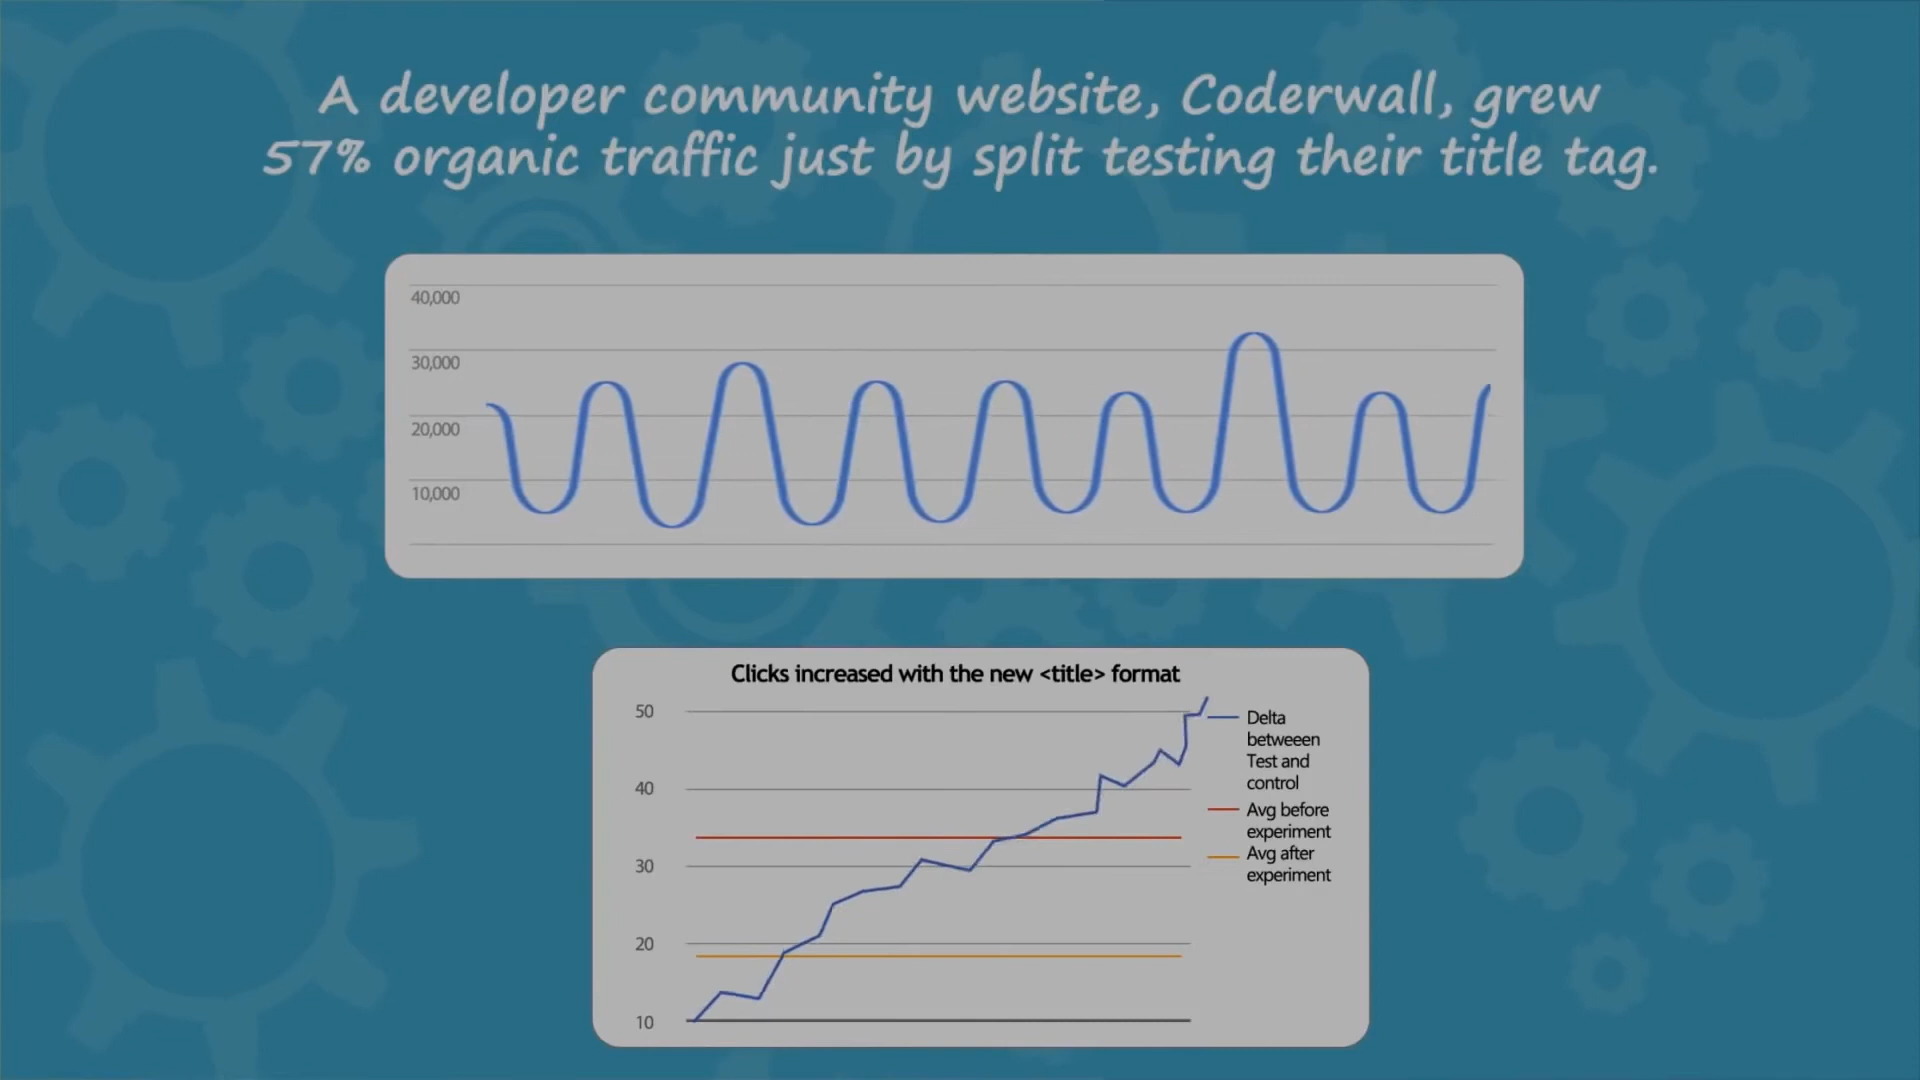 A developer community website, Coderwall, grew
57% organic traffic just by split testing their title tag.
40,000
30,000
20,000
10,000
Clicks increased with the new <title> format
50
40
30
20
10
Delta
betweeen
Test and
control
Avg before
experiment
Avg after
experiment